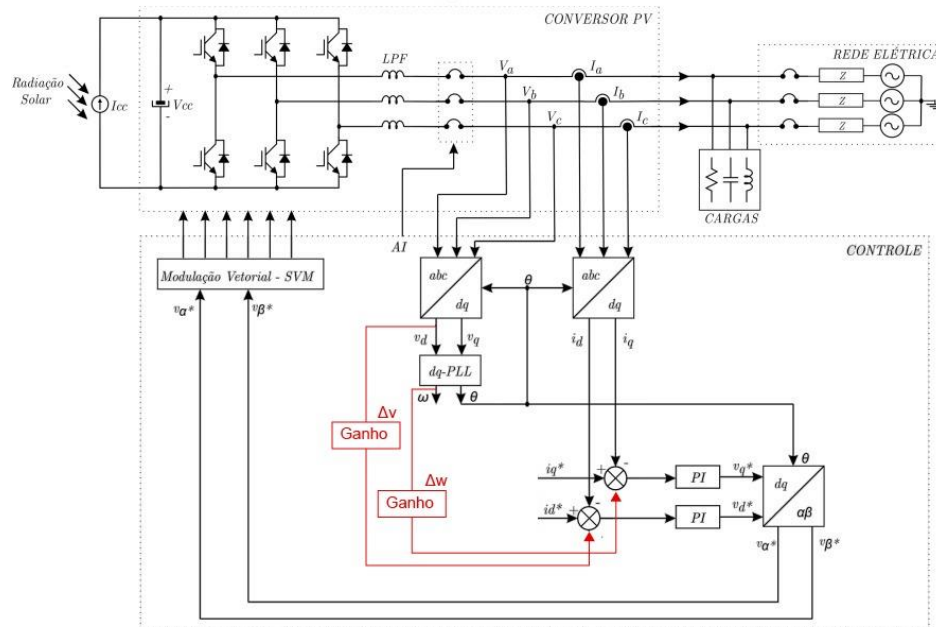 CONVERSOR PV
REDE ELÉTRICA
LPF
Radiação
Solar
Icc
+
Vcc
-
Va
Ia
Vb
Ib
Vc
Ic
Z
Z
Z
CARGAS
AI
CONTROLE
Modulação Vetorial - SVM
vα*
vβ*
abc
dq
θ
abc
dq
vd
vq
id
iq
dq-PLL
ω
θ
Δv
Ganho
Δw
Ganho
iq*
+
-
PI
vq*
θ
dq
αβ
id*
+
-
PI
vd*
vα*
vβ*